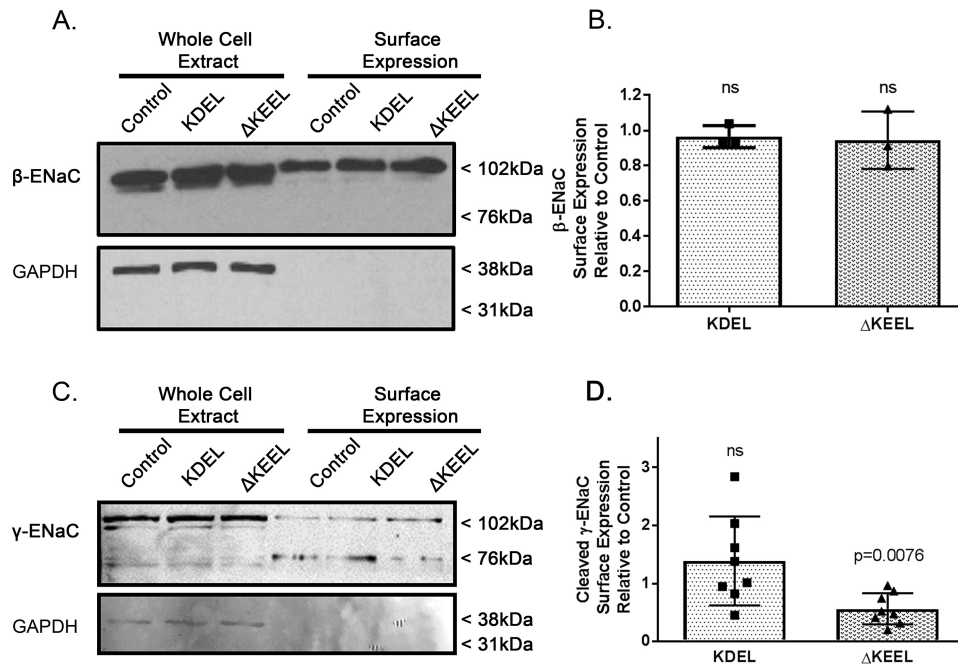 A.
Whole Cell
Extract
Surface
Expression
Control
KDEL
ΔKEEL
Control
KDEL
ΔKEEL
β-ENaC
< 102kDa
< 76kDa
GAPDH
< 38kDa
< 31kDa
B.
β-ENaC
Surface Expression
Relative to Control
1.2
1.0
0.8
0.6
0.4
0.2
0.0
ns
ns
KDEL
ΔKEEL
C.
Whole Cell
Extract
Surface
Expression
Control
KDEL
ΔKEEL
Control
KDEL
ΔKEEL
γ-ENaC
< 102kDa
< 76kDa
GAPDH
< 38kDa
< 31kDa
D.
Cleaved γ-ENaC
Surface Expression
Relative to Control
3
2
1
0
ns
p=0.0076
KDEL
ΔKEEL